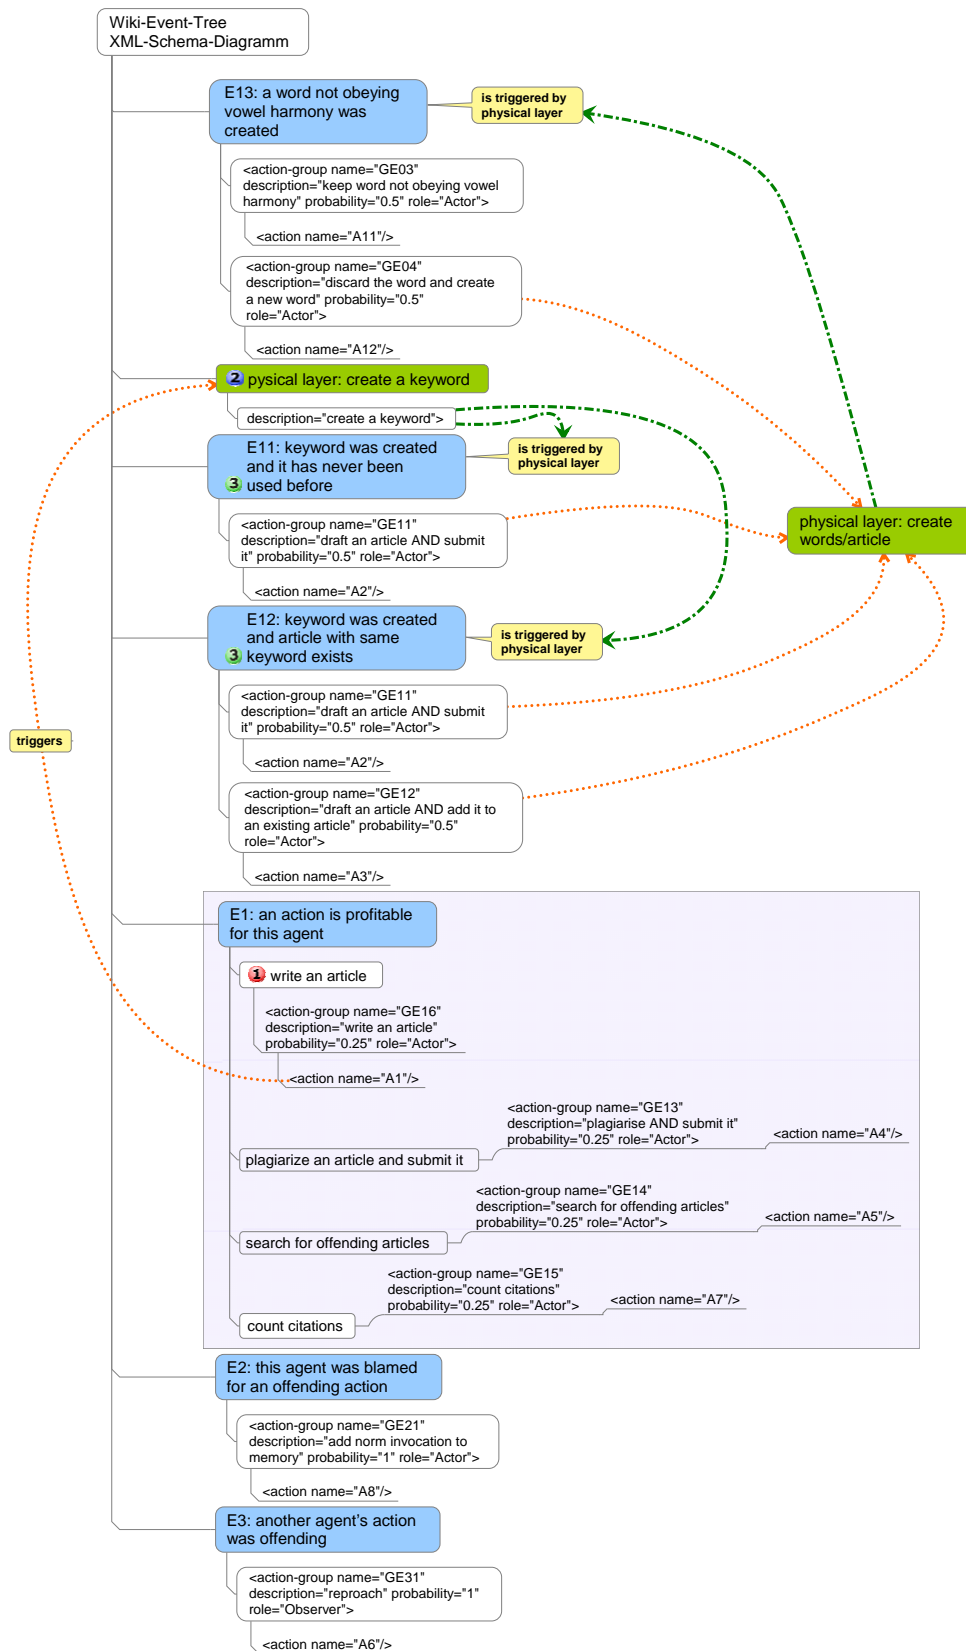 Wiki-Event-Tree
XML-Schema-Diagramm
E13: a word not obeying
vowel harmony was
created
is triggered by
physical layer
<action-group name="GE03"
description="keep word not obeying vowel
harmony" probability="0.5" role="Actor">
<action name="A11"/>
<action-group name="GE04"
description="discard the word and create
a new word" probability="0.5"
role="Actor">
<action name="A12"/>
2 pysical layer: create a keyword
description="create a keyword">
E11: keyword was created
and it has never been
3 used before
is triggered by
physical layer
physical layer: create
words/article
<action-group name="GE11"
description="draft an article AND submit
it" probability="0.5" role="Actor">
<action name="A2"/>
E12: keyword was created
and article with same
3 keyword exists
is triggered by
physical layer
<action-group name="GE11"
description="draft an article AND submit
it" probability="0.5" role="Actor">
triggers
<action name="A2"/>
<action-group name="GE12"
description="draft an article AND add it to
an existing article" probability="0.5"
role="Actor">
<action name="A3"/>
E1: an action is profitable
for this agent
1 write an article
<action-group name="GE16"
description="write an article"
probability="0.25" role="Actor">
<action name="A1"/>
<action-group name="GE13"
description="plagiarise AND submit it"
probability="0.25" role="Actor">
<action name="A4"/>
plagiarize an article and submit it
<action-group name="GE14"
description="search for offending articles"
probability="0.25" role="Actor">
<action name="A5"/>
search for offending articles
<action-group name="GE15"
description="count citations"
probability="0.25" role="Actor">
<action name="A7"/>
count citations
E2: this agent was blamed
for an offending action
<action-group name="GE21"
description="add norm invocation to
memory" probability="1" role="Actor">
<action name="A8"/>
E3: another agent's action
was offending
<action-group name="GE31"
description="reproach" probability="1"
role="Observer">
<action name="A6"/>